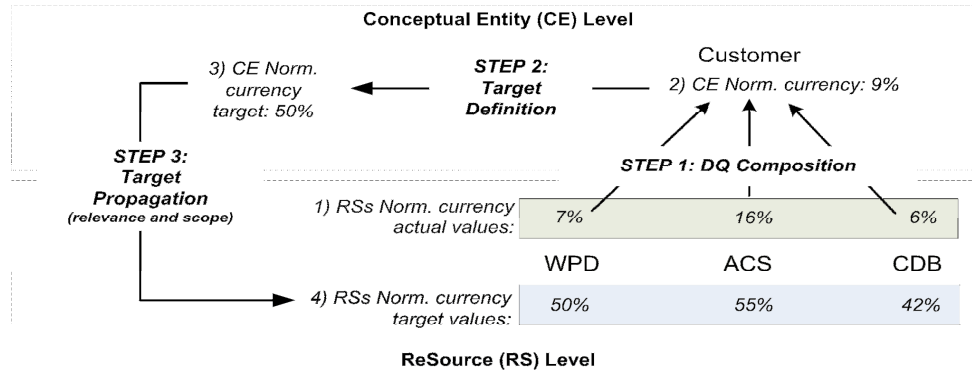 Conceptual Entity (CE) Level
Customer
2) CE Norm. currency: 9%
STEP 2:
Target
Definition
3) CE Norm.
currency
target: 50%
STEP 3:
Target
Propagation
(relevance and scope)
STEP 1: DQ Composition
1) RSs Norm. currency
actual values:
7% 16% 6%
WPD ACS CDB
4) RSs Norm. currency
target values:
50% 55% 42%
ReSource (RS) Level